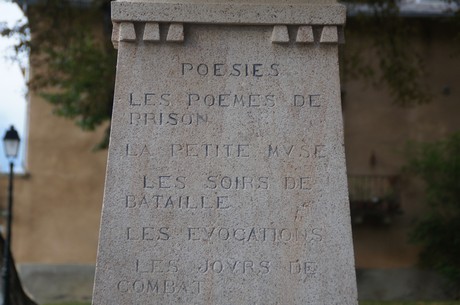 POESIES
LES POEMES DE
PRISON
LA PETITE MVSE
LES SOIRS DE
BATAILLE
LES EVOCATIONS
LES JOVRS DE
COMBAT